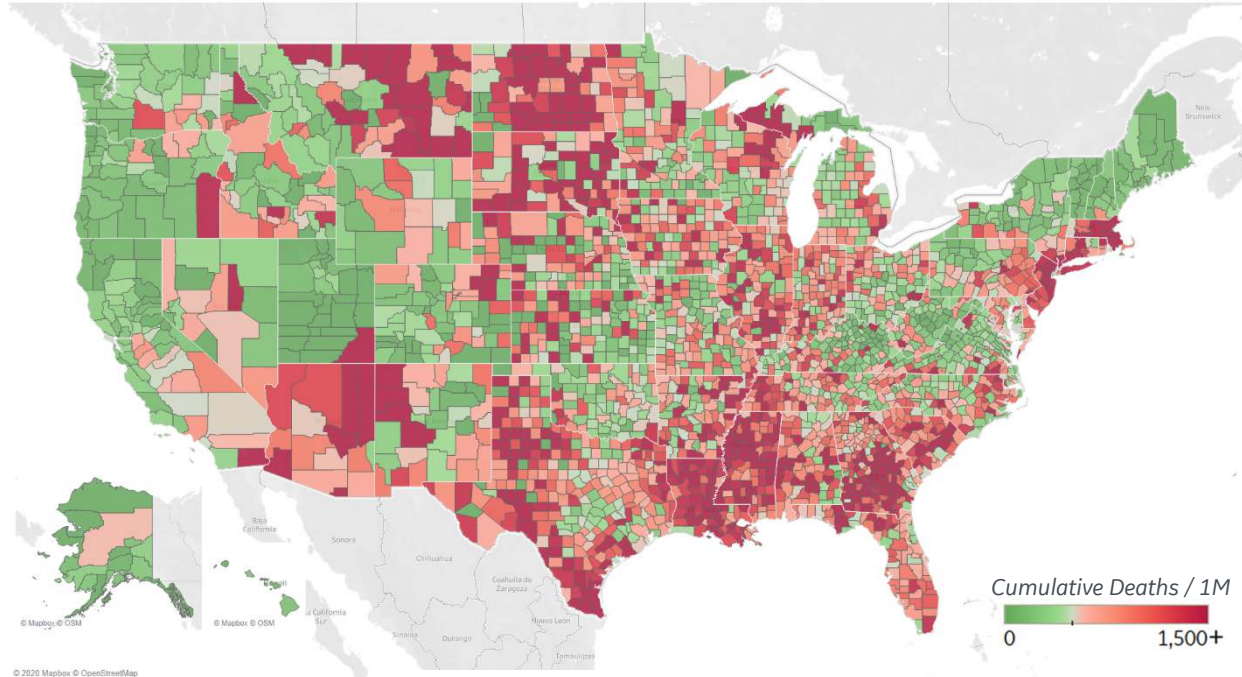 New
Brunswick
Baja
California
Sonora
Chihuahua
Coahuila de
Zaragoza
Nuevo León
Sinaloa
Durango
Tamaulipas
a California
Sur
© Mapbox © OSM
© Mapbox © OSM
Cumulative Deaths / 1M
0
1,500+
© 2020 Mapbox © OpenStreetMap